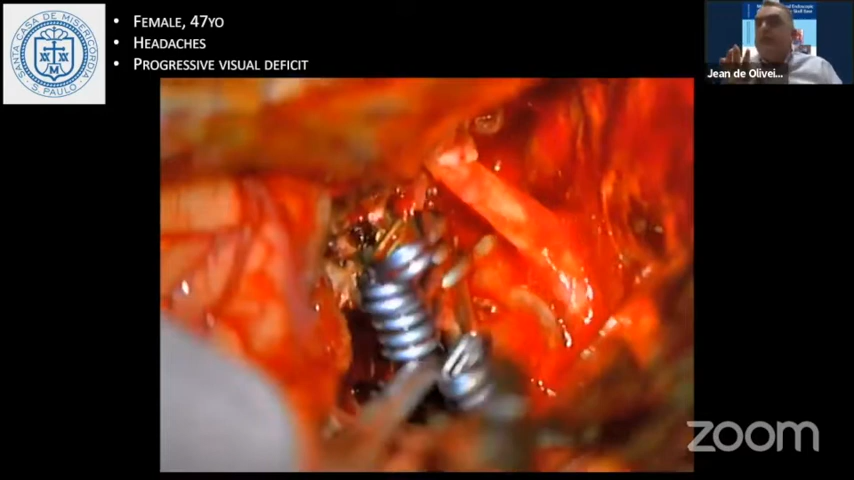 SANTA CASA DE MISERICORDIA
S. PAULO
• FEMALE, 47YO
• HEADACHES
• PROGRESSIVE VISUAL DEFICIT
Jean de Olivei...
zoom